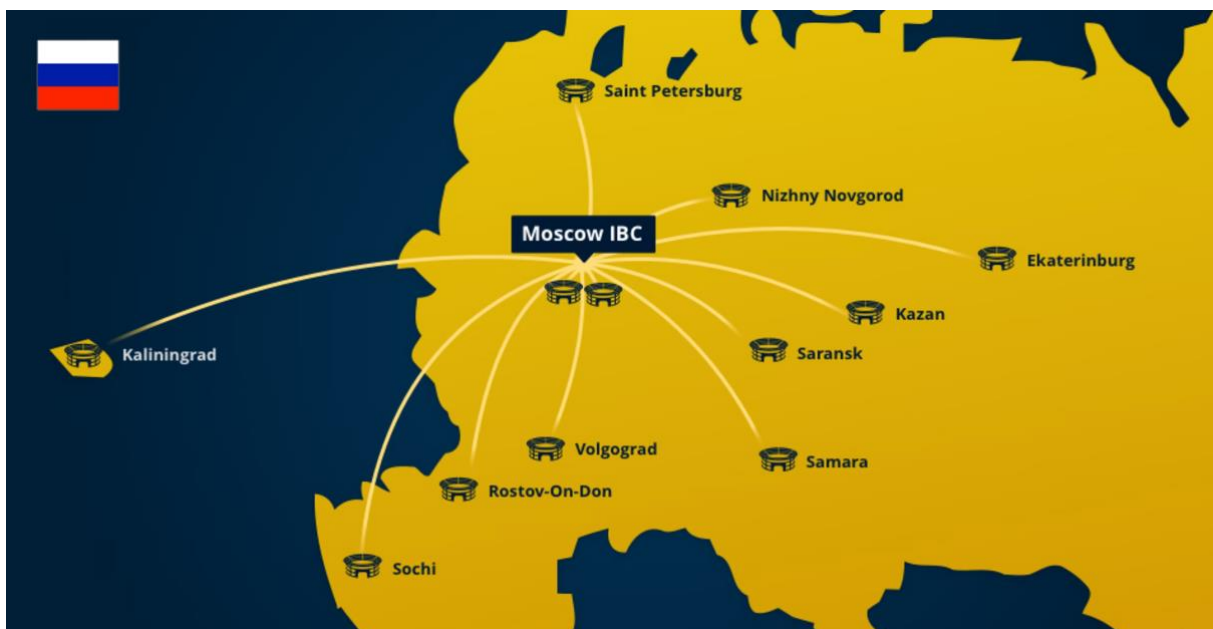 Saint Petersburg
Nizhny Novgorod
Moscow IBC
Ekaterinburg
Kazan
Saransk
Kaliningrad
Volgograd
Samara
Rostov-On-Don
Sochi